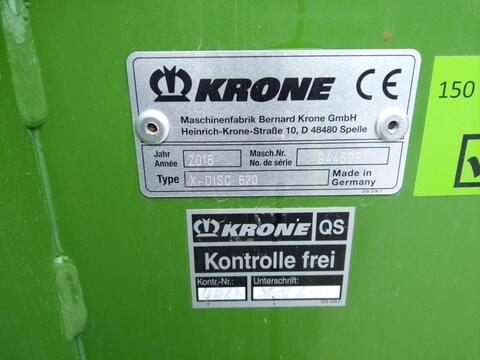 KRONE CE
Maschinenfabrik Bernard Krone GmbH
Heinrich-Krone-Straße 10, D 48480 Spelle
Jahr
Année
2016
Masch.Nr.
No. de série
Type X-DISC 620
Made in
Germany
150
KRONE QS
Kontrolle frei
Kontr.-Nr.: Unterschrift: